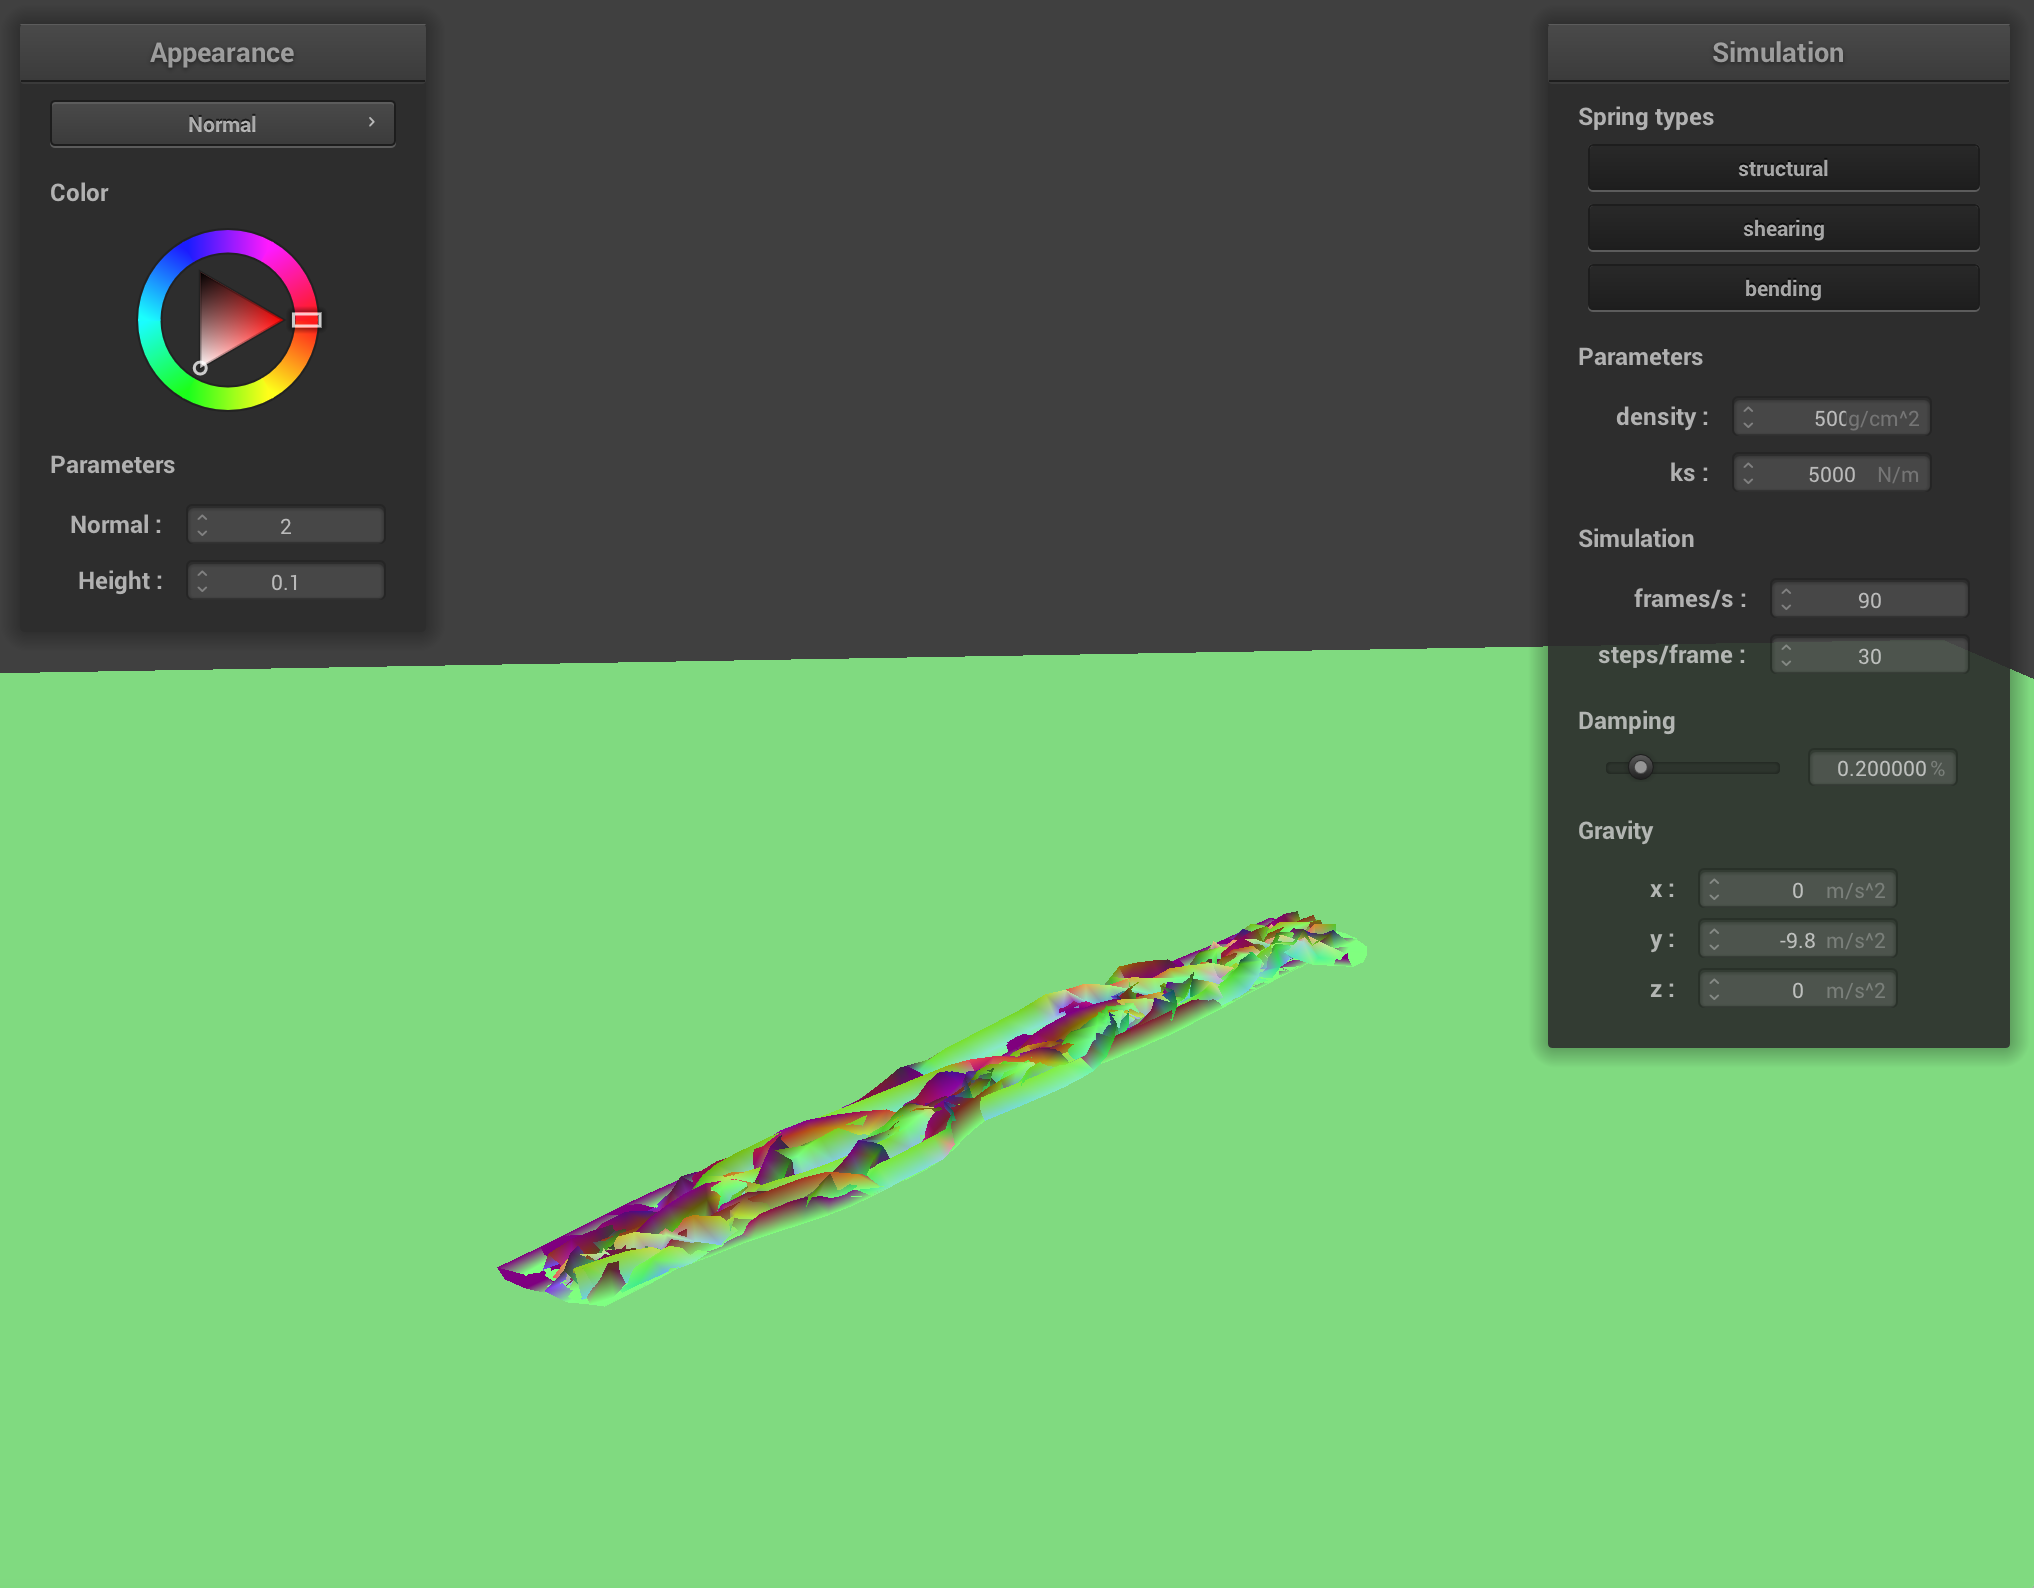 Appearance
Normal
Color
Parameters
Normal : 2
Height : 0.1
Simulation
Spring types
structural
shearing
bending
Parameters
density : 500 g/cm^2
ks : 5000 N/m
Simulation
frames/s : 90
steps/frame : 30
Damping
0.200000 %
Gravity
x : 0 m/s^2
y : -9.8 m/s^2
z : 0 m/s^2